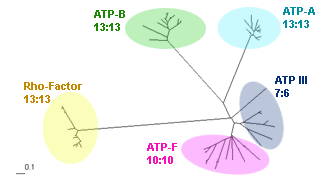 ATP-B
13:13
ATP-A
13:13
Rho-Factor
13:13
ATP III
7:6
ATP-F
10:10
0.1